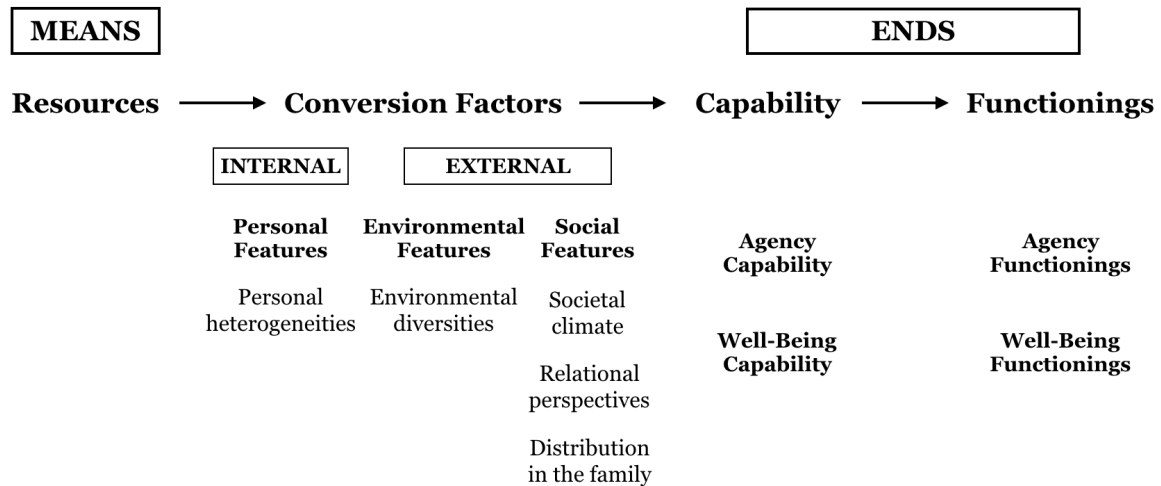 MEANS
ENDS
Resources
Conversion Factors
Capability
Functionings
INTERNAL
EXTERNAL
Personal
Features
Personal
heterogeneities
Environmental
Features
Environmental
diversities
Social
Features
Societal
climate
Relational
perspectives
Distribution
in the family
Agency
Capability
Well-Being
Capability
Agency
Functionings
Well-Being
Functionings